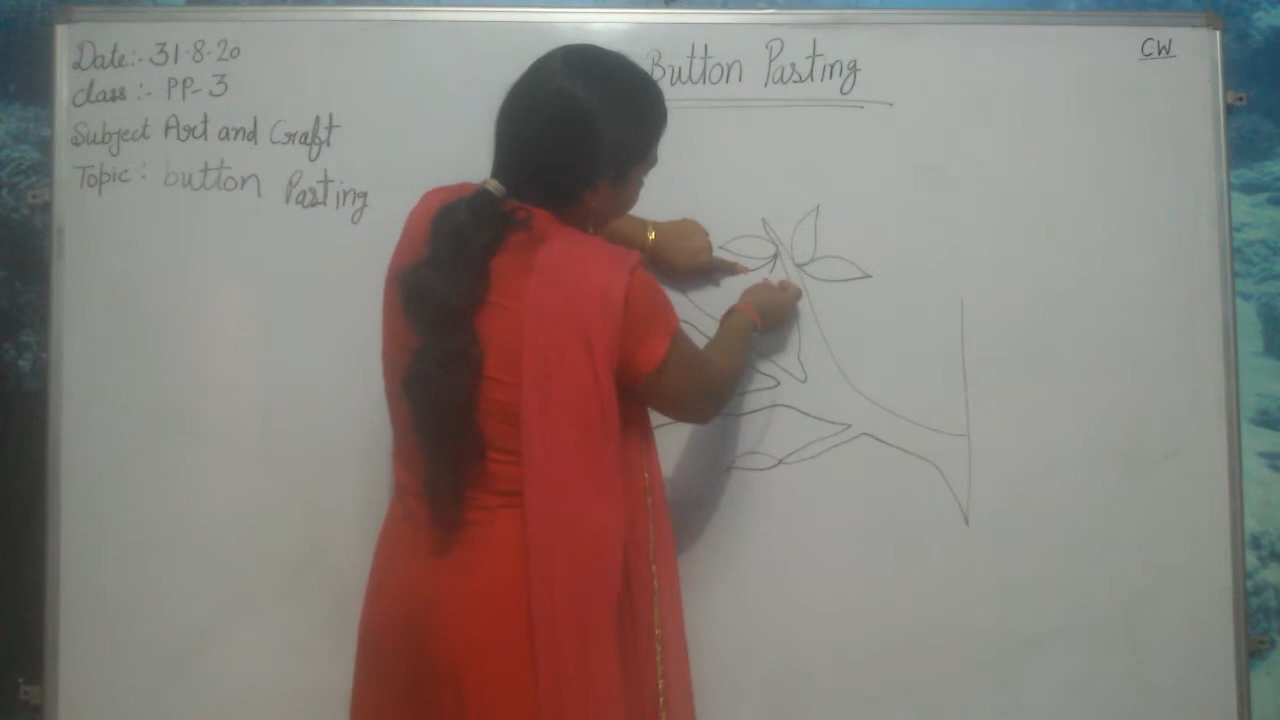 Date:- 31-8-20
class :- PP-3
Subject Art and Craft
Topic : button Pasting
Button Pasting
CW